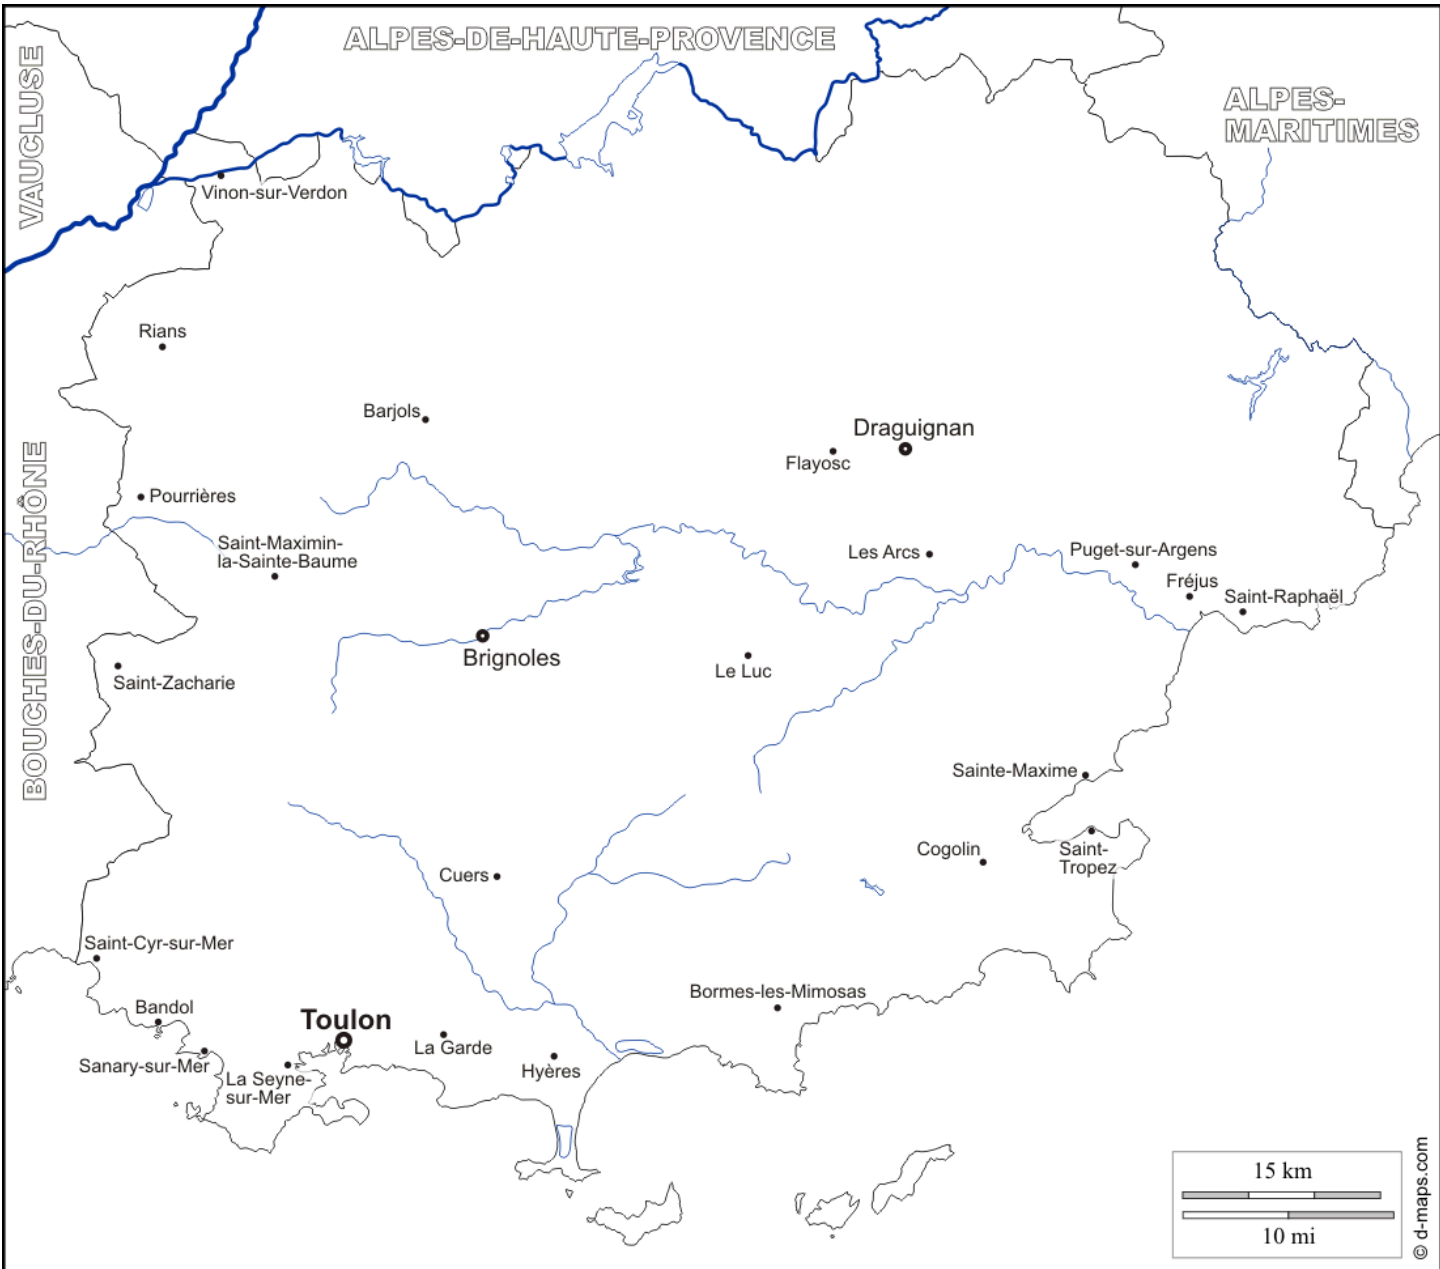 ALPES-DE-HAUTE-PROVENCE
VAUCLUSE
ALPES-
MARITIMES
Vinon-sur-Verdon
Rians
Barjols
Draguignan
Flayosc
BOUCHES-DU-RHÔNE
Pourrières
Saint-Maximin-
la-Sainte-Baume
Les Arcs
Puget-sur-Argens
Fréjus
Saint-Raphaël
Brignoles
Le Luc
Saint-Zacharie
Sainte-Maxime
Cogolin
Saint-
Tropez
Cuers
Saint-Cyr-sur-Mer
Bormes-les-Mimosas
Bandol
Toulon
La Garde
Sanary-sur-Mer
Hyères
La Seyne-
sur-Mer
15 km
10 mi
© d-maps.com